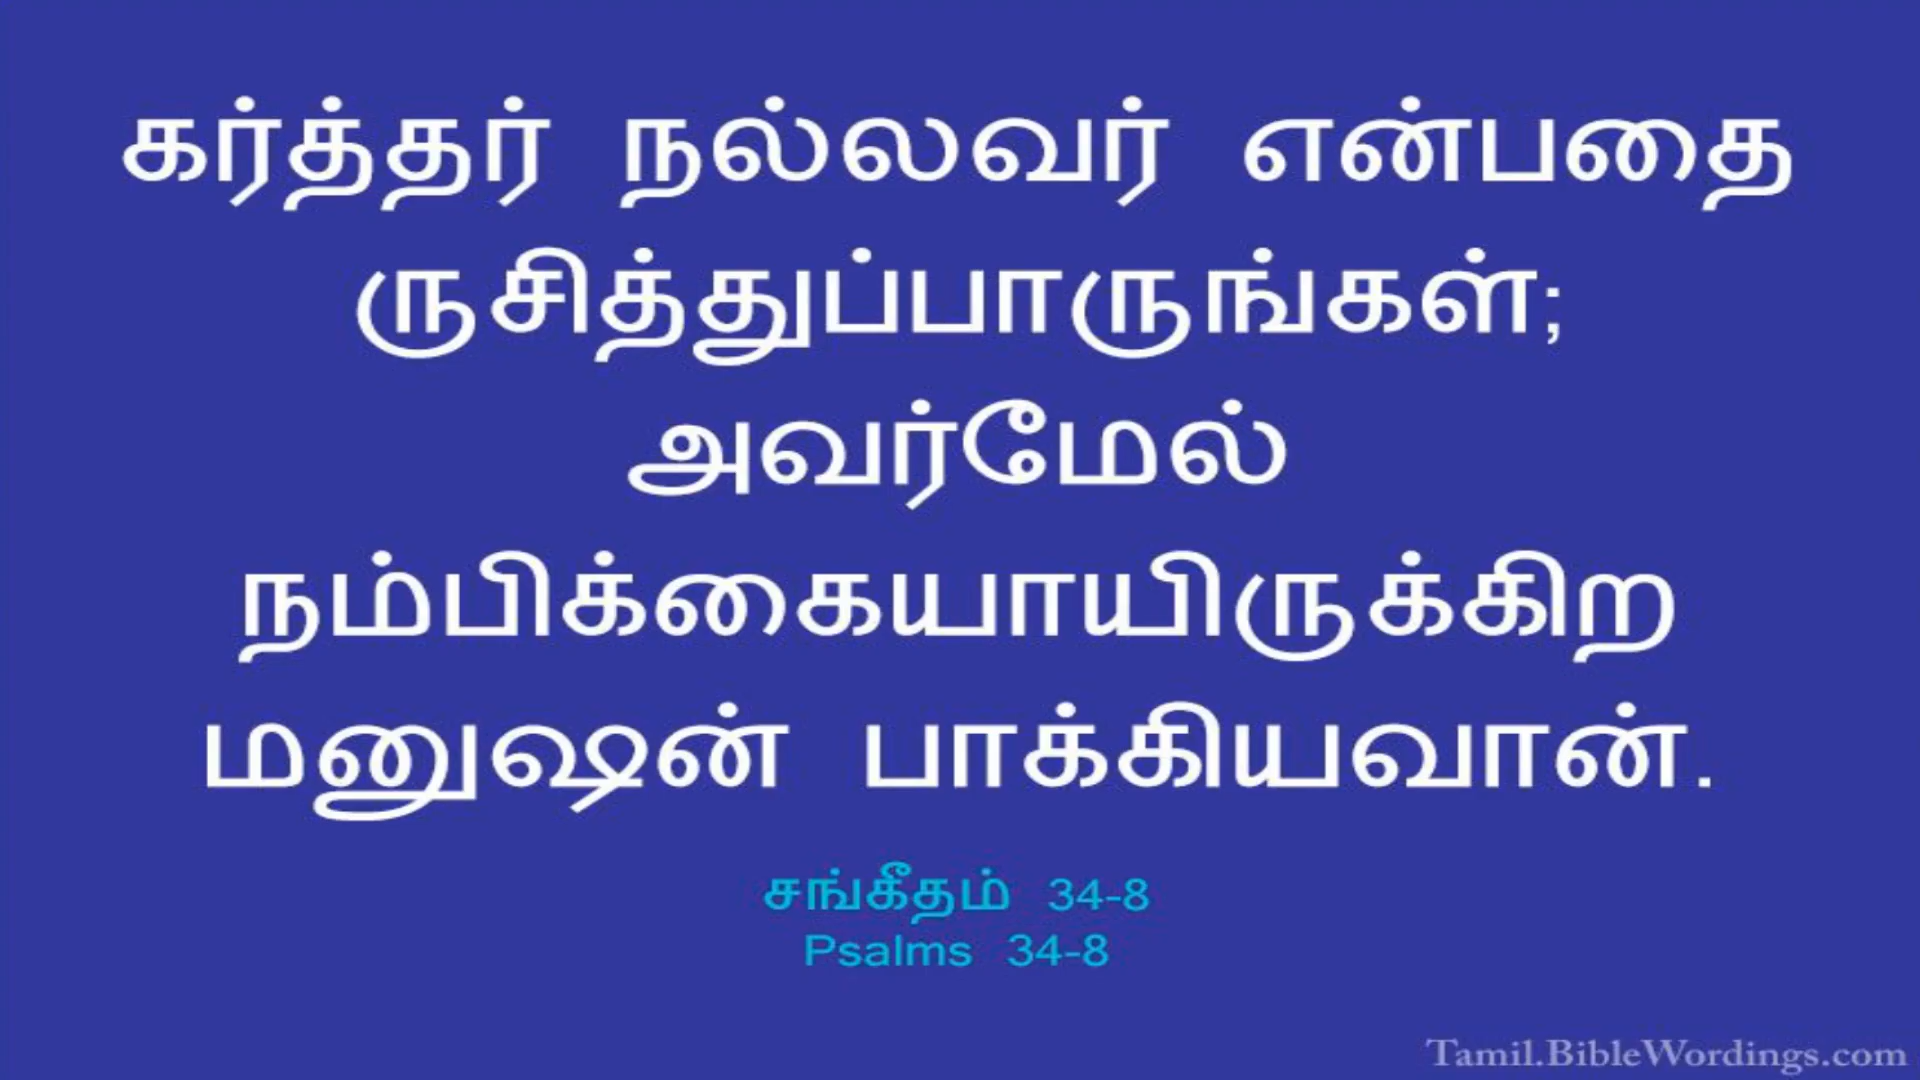 கர்த்தர் நல்லவர் என்பதை
ருசித்துப்பாருங்கள்;
அவர்மேல்
நம்பிக்கையாயிருக்கிற
மனுஷன் பாக்கியவான்.
சங்கீதம் 34-8
Psalms 34-8
Tamil.BibleWordings.com